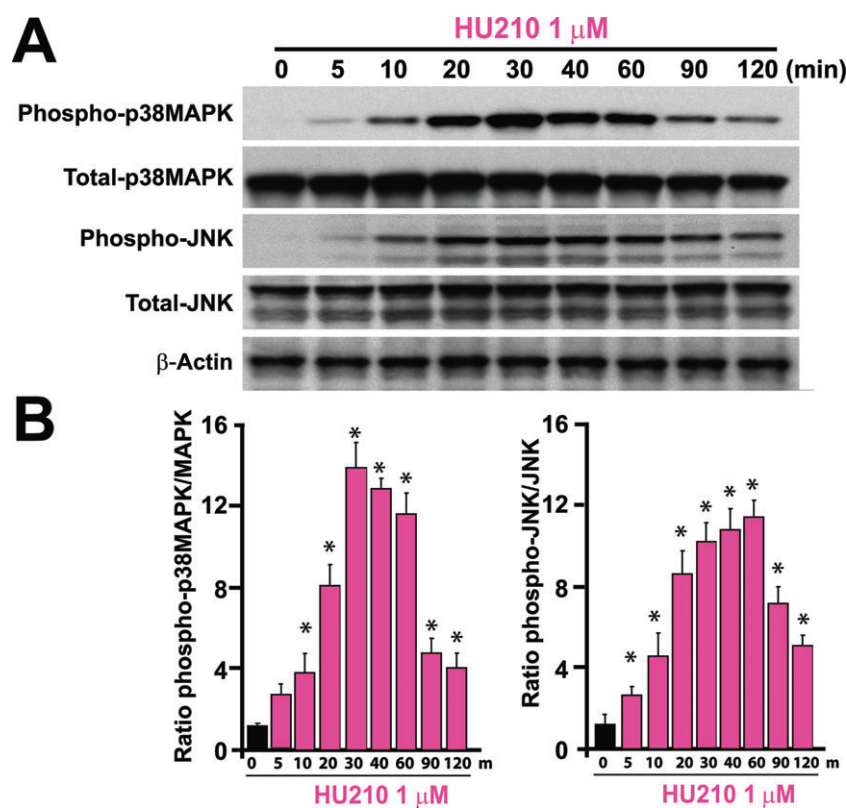 A
HU210 1 μM
0 5 10 20 30 40 60 90 120 (min)
Phospho-p38MAPK
Total-p38MAPK
Phospho-JNK
Total-JNK
β-Actin
B
Ratio phospho-p38MAPK/MAPK
16
12
8
4
0
* * * * * * *
0 5 10 20 30 40 60 90 120 m
HU210 1 μM
Ratio phospho-JNK/JNK
16
12
8
4
0
* * * * * * * *
0 5 10 20 30 40 60 90 120 m
HU210 1 μM